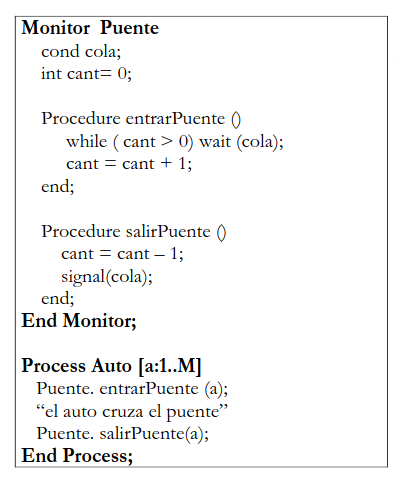 Monitor Puente
cond cola;
int cant= 0;
Procedure entrarPuente ()
while ( cant > 0) wait (cola);
cant = cant + 1;
end;
Procedure salirPuente ()
cant = cant – 1;
signal(cola);
end;
End Monitor;
Process Auto [a:1..M]
Puente. entrarPuente (a);
“el auto cruza el puente”
Puente. salirPuente(a);
End Process;